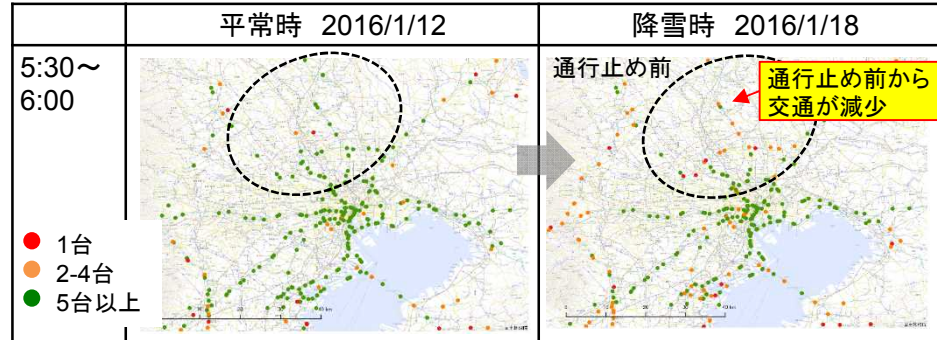 平常時 2016/1/12
降雪時 2016/1/18
5:30～
6:00
通行止め前
通行止め前から
交通が減少
1台
2-4台
5台以上